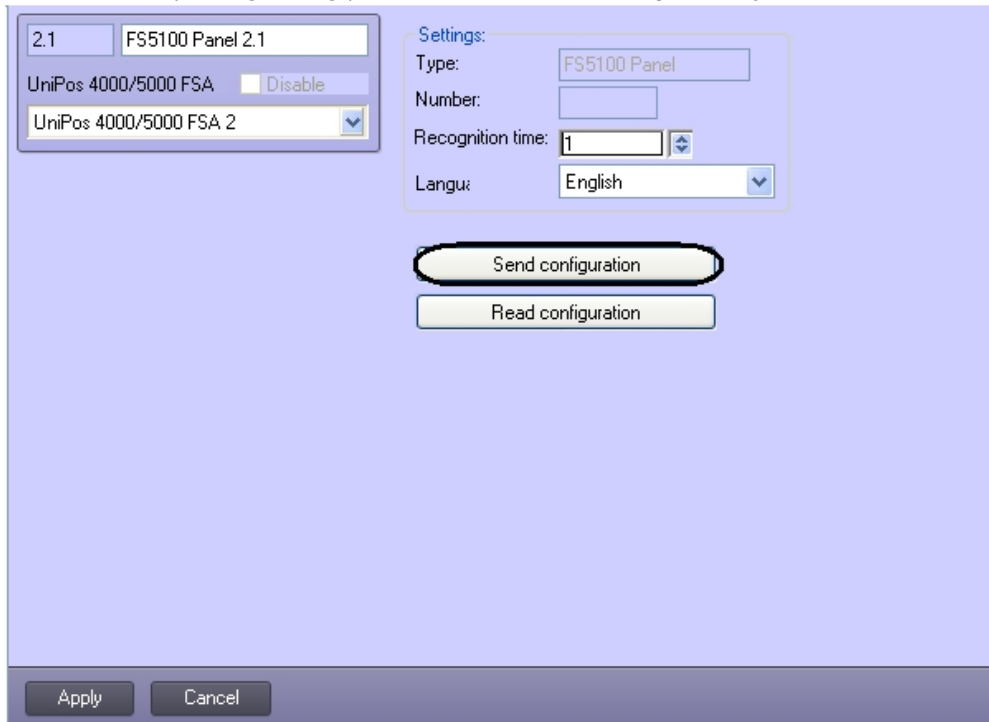 2.1 FS5100 Panel 2.1
UniPos 4000/5000 FSA Disable
UniPos 4000/5000 FSA 2
Settings:
Type: FS5100 Panel
Number:
Recognition time: 1
Langua English
Send configuration
Read configuration
Apply Cancel